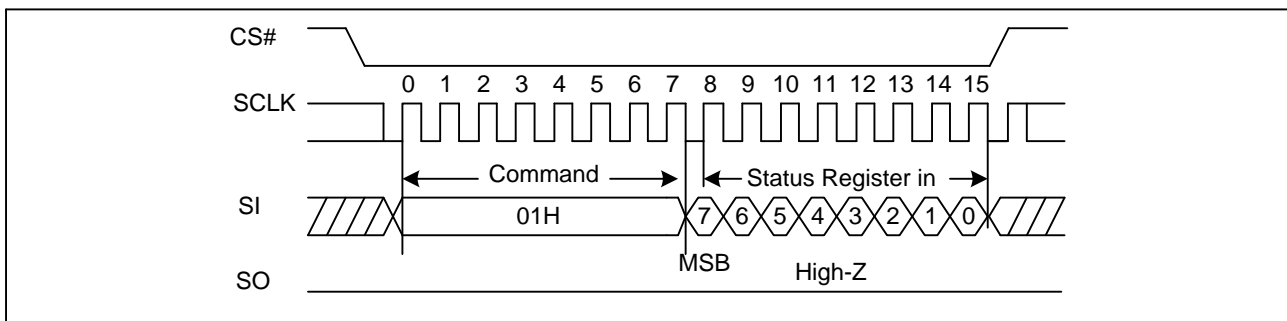 CS#
0 1 2 3 4 5 6 7 8 9 10 11 12 13 14 15
SCLK
Command Status Register in
SI 01H 7 6 5 4 3 2 1 0
MSB High-Z
SO